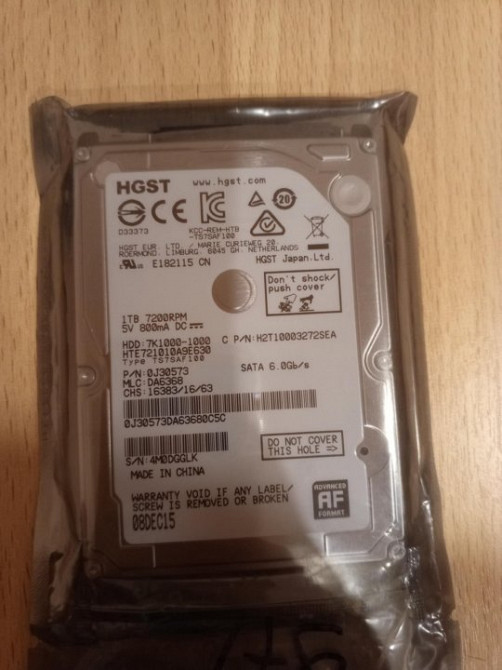 HGST www.hgst.com
D33373
KCC-REM-HTB
-TS7SAF100
20
HGST EUR. LTD. / MARIE CURIEWEG 20.
ROERMOND, LIMBURG, 6045 GH, NETHERLANDS
HGST Japan.Ltd.
E182115 CN
Don't shock/
push cover
1TB 7200RPM
5V 800mA DC
HDD:7K1000-1000 C P/N:H2T10003272SEA
HTE721010A9E630
Type TS7SAF100
SATA 6.0Gb/s
P/N:0J30573
MLC:DA6368
CHS:16383/16/63
0J30573DA63680CSC
DO NOT COVER
THIS HOLE
S/N:4M0DGGLK
MADE IN CHINA
WARRANTY VOID IF ANY LABEL/
SCREW IS REMOVED OR BROKEN
08DEC15
ADVANCED
AF
FORMAT